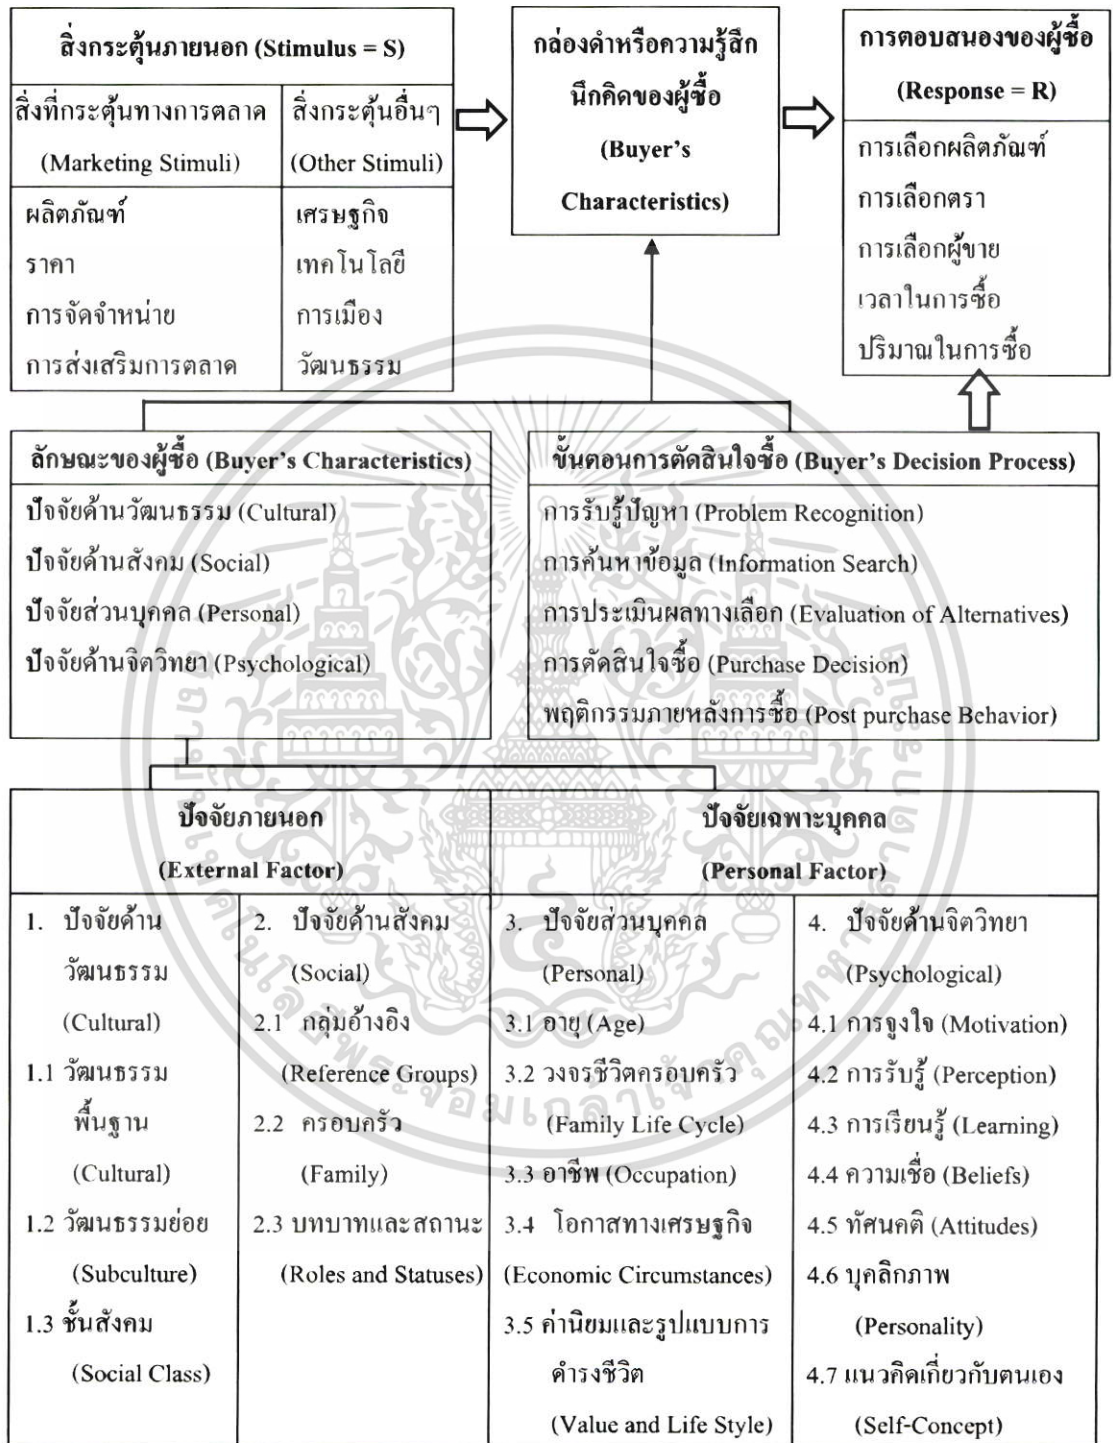 สิ่งกระตุ้นภายนอก (Stimulus = S)
สิ่งที่กระตุ้นทางการตลาด
(Marketing Stimuli)
สิ่งกระตุ้นอื่นๆ
(Other Stimuli)
ผลิตภัณฑ์
ราคา
การจัดจำหน่าย
การส่งเสริมการตลาด
เศรษฐกิจ
เทคโนโลยี
การเมือง
วัฒนธรรม
กล่องดำหรือความรู้สึก
นึกคิดของผู้ซื้อ
(Buyer's
Characteristics)
การตอบสนองของผู้ซื้อ
(Response = R)
การเลือกผลิตภัณฑ์
การเลือกตรา
การเลือกผู้ขาย
เวลาในการซื้อ
ปริมาณในการซื้อ
ลักษณะของผู้ซื้อ (Buyer's Characteristics)
ปัจจัยด้านวัฒนธรรม (Cultural)
ปัจจัยด้านสังคม (Social)
ปัจจัยส่วนบุคคล (Personal)
ปัจจัยด้านจิตวิทยา (Psychological)
ขั้นตอนการตัดสินใจซื้อ (Buyer's Decision Process)
การรับรู้ปัญหา (Problem Recognition)
การค้นหาข้อมูล (Information Search)
การประเมินผลทางเลือก (Evaluation of Alternatives)
การตัดสินใจซื้อ (Purchase Decision)
พฤติกรรมภายหลังการซื้อ (Post purchase Behavior)
ปัจจัยภายนอก
(External Factor)
ปัจจัยเฉพาะบุคคล
(Personal Factor)
1. ปัจจัยด้าน
วัฒนธรรม
(Cultural)
1.1 วัฒนธรรม
พื้นฐาน
(Cultural)
1.2 วัฒนธรรมย่อย
(Subculture)
1.3 ชั้นสังคม
(Social Class)
2. ปัจจัยด้านสังคม
(Social)
2.1 กลุ่มอ้างอิง
(Reference Groups)
2.2 ครอบครัว
(Family)
2.3 บทบาทและสถานะ
(Roles and Statuses)
3. ปัจจัยส่วนบุคคล
(Personal)
3.1 อายุ (Age)
3.2 วงจรชีวิตครอบครัว
(Family Life Cycle)
3.3 อาชีพ (Occupation)
3.4 โอกาสทางเศรษฐกิจ
(Economic Circumstances)
3.5 ค่านิยมและรูปแบบการ
ดำรงชีวิต
(Value and Life Style)
4. ปัจจัยด้านจิตวิทยา
(Psychological)
4.1 การจูงใจ (Motivation)
4.2 การรับรู้ (Perception)
4.3 การเรียนรู้ (Learning)
4.4 ความเชื่อ (Beliefs)
4.5 ทัศนคติ (Attitudes)
4.6 บุคลิกภาพ
(Personality)
4.7 แนวคิดเกี่ยวกับตนเอง
(Self-Concept)